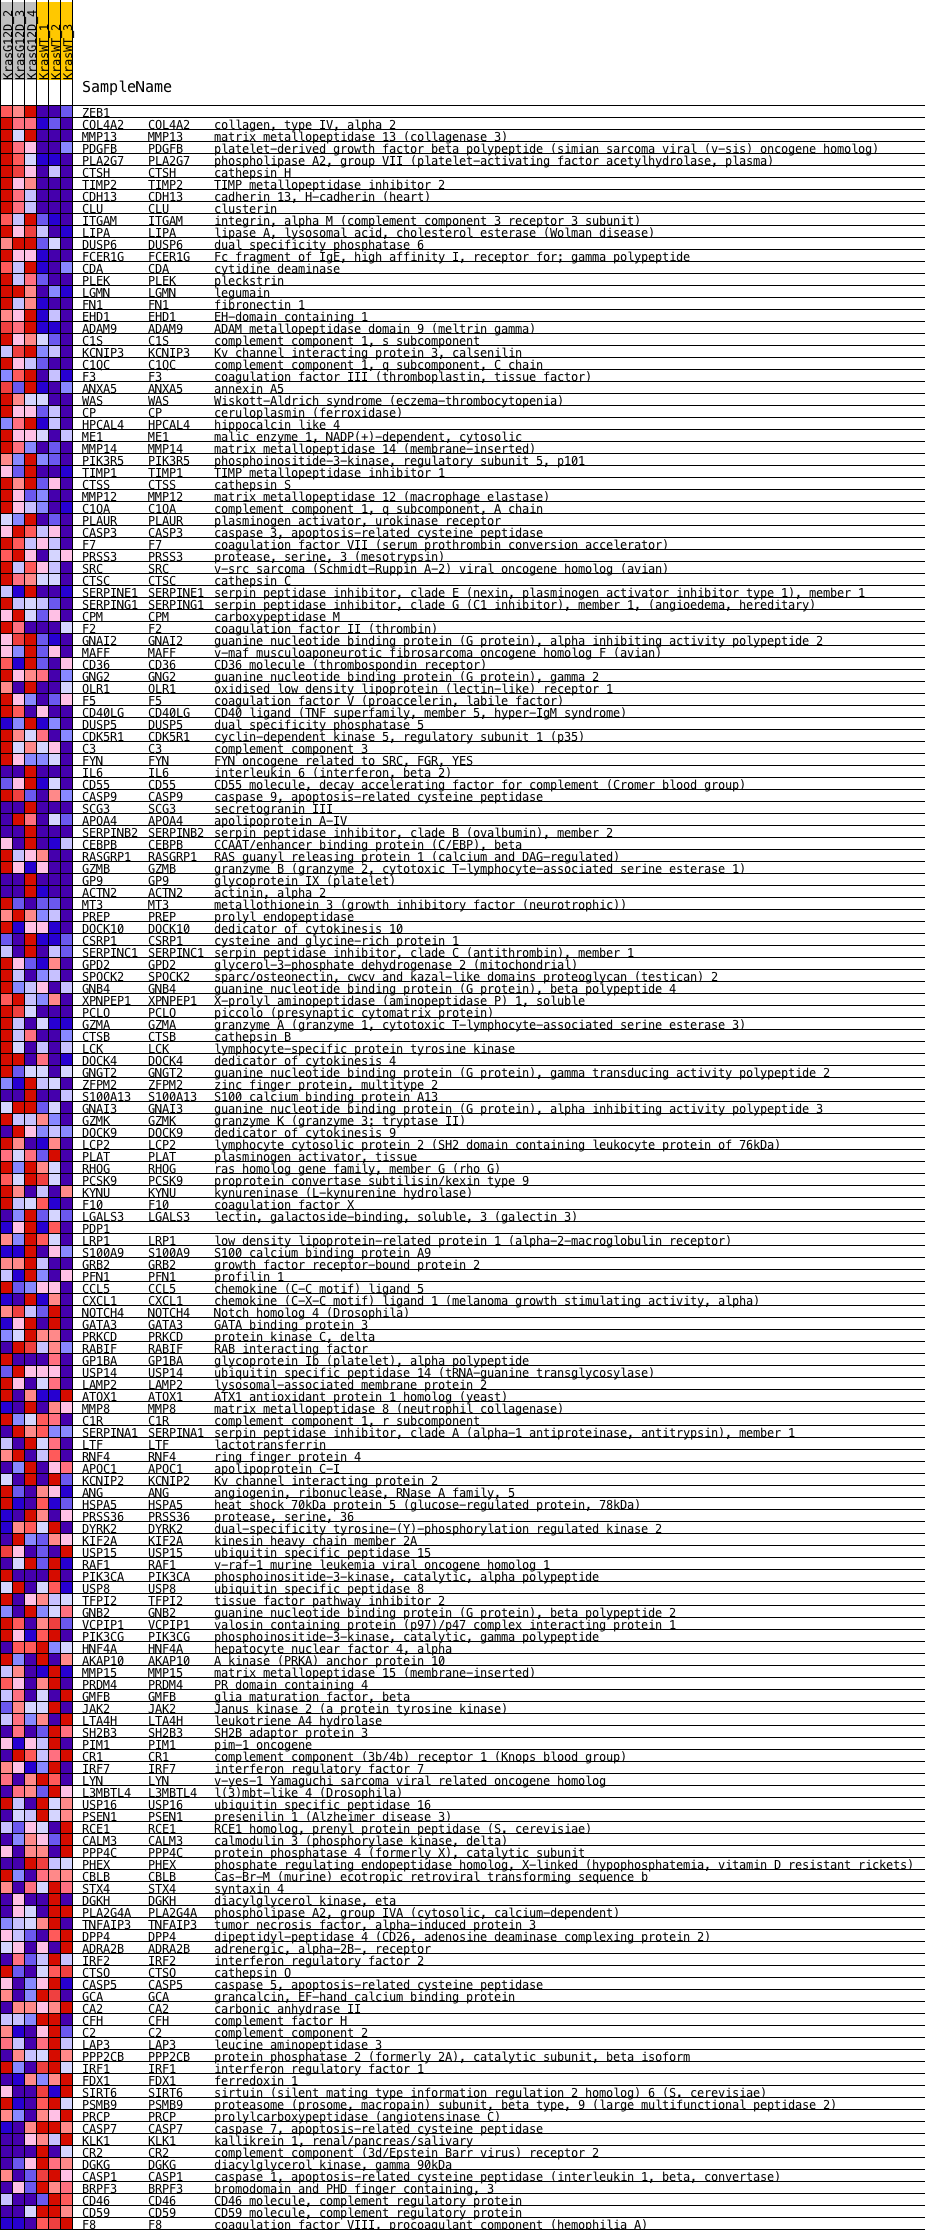 KrasG12D_2
KrasG12D_3
KrasG12D_4
KrasWT_1
KrasWT_2
KrasWT_3
SampleName
ZEB1
COL4A2 COL4A2 collagen, type IV, alpha 2
MMP13 MMP13 matrix metallopeptidase 13 (collagenase 3)
PDGFB PDGFB platelet-derived growth factor beta polypeptide (simian sarcoma viral (v-sis) oncogene homolog)
PLA2G7 PLA2G7 phospholipase A2, group VII (platelet-activating factor acetylhydrolase, plasma)
CTSH CTSH cathepsin H
TIMP2 TIMP2 TIMP metallopeptidase inhibitor 2
CDH13 CDH13 cadherin 13, H-cadherin (heart)
CLU CLU clusterin
ITGAM ITGAM integrin, alpha M (complement component 3 receptor 3 subunit)
LIPA LIPA lipase A, lysosomal acid, cholesterol esterase (Wolman disease)
DUSP6 DUSP6 dual specificity phosphatase 6
FCER1G FCER1G Fc fragment of IgE, high affinity I, receptor for; gamma polypeptide
CDA CDA cytidine deaminase
PLEK PLEK pleckstrin
LGMN LGMN legumain
FN1 FN1 fibronectin 1
EHD1 EHD1 EH-domain containing 1
ADAM9 ADAM9 ADAM metallopeptidase domain 9 (meltrin gamma)
C1S C1S complement component 1, s subcomponent
KCNIP3 KCNIP3 Kv channel interacting protein 3, calsenilin
C1QC C1QC complement component 1, q subcomponent, C chain
F3 F3 coagulation factor III (thromboplastin, tissue factor)
ANXA5 ANXA5 annexin A5
WAS WAS Wiskott-Aldrich syndrome (eczema-thrombocytopenia)
CP CP ceruloplasmin (ferroxidase)
HPCAL4 HPCAL4 hippocalcin like 4
ME1 ME1 malic enzyme 1, NADP(+)-dependent, cytosolic
MMP14 MMP14 matrix metallopeptidase 14 (membrane-inserted)
PIK3R5 PIK3R5 phosphoinositide-3-kinase, regulatory subunit 5, p101
TIMP1 TIMP1 TIMP metallopeptidase inhibitor 1
CTSS CTSS cathepsin S
MMP12 MMP12 matrix metallopeptidase 12 (macrophage elastase)
C1QA C1QA complement component 1, q subcomponent, A chain
PLAUR PLAUR plasminogen activator, urokinase receptor
CASP3 CASP3 caspase 3, apoptosis-related cysteine peptidase
F7 F7 coagulation factor VII (serum prothrombin conversion accelerator)
PRSS3 PRSS3 protease, serine, 3 (mesotrypsin)
SRC SRC v-src sarcoma (Schmidt-Ruppin A-2) viral oncogene homolog (avian)
CTSC CTSC cathepsin C
SERPINE1 SERPINE1 serpin peptidase inhibitor, clade E (nexin, plasminogen activator inhibitor type 1), member 1
SERPING1 SERPING1 serpin peptidase inhibitor, clade G (C1 inhibitor), member 1, (angioedema, hereditary)
CPM CPM carboxypeptidase M
F2 F2 coagulation factor II (thrombin)
GNAI2 GNAI2 guanine nucleotide binding protein (G protein), alpha inhibiting activity polypeptide 2
MAFF MAFF v-maf musculoaponeurotic fibrosarcoma oncogene homolog F (avian)
CD36 CD36 CD36 molecule (thrombospondin receptor)
GNG2 GNG2 guanine nucleotide binding protein (G protein), gamma 2
OLR1 OLR1 oxidised low density lipoprotein (lectin-like) receptor 1
F5 F5 coagulation factor V (proaccelerin, labile factor)
CD40LG CD40LG CD40 ligand (TNF superfamily, member 5, hyper-IgM syndrome)
DUSP5 DUSP5 dual specificity phosphatase 5
CDK5R1 CDK5R1 cyclin-dependent kinase 5, regulatory subunit 1 (p35)
C3 C3 complement component 3
FYN FYN FYN oncogene related to SRC, FGR, YES
IL6 IL6 interleukin 6 (interferon, beta 2)
CD55 CD55 CD55 molecule, decay accelerating factor for complement (Cromer blood group)
CASP9 CASP9 caspase 9, apoptosis-related cysteine peptidase
SCG3 SCG3 secretogranin III
APOA4 APOA4 apolipoprotein A-IV
SERPINB2 SERPINB2 serpin peptidase inhibitor, clade B (ovalbumin), member 2
CEBPB CEBPB CCAAT/enhancer binding protein (C/EBP), beta
RASGRP1 RASGRP1 RAS guanyl releasing protein 1 (calcium and DAG-regulated)
GZMB GZMB granzyme B (granzyme 2, cytotoxic T-lymphocyte-associated serine esterase 1)
GP9 GP9 glycoprotein IX (platelet)
ACTN2 ACTN2 actinin, alpha 2
MT3 MT3 metallothionein 3 (growth inhibitory factor (neurotrophic))
PREP PREP prolyl endopeptidase
DOCK10 DOCK10 dedicator of cytokinesis 10
CSRP1 CSRP1 cysteine and glycine-rich protein 1
SERPINC1 SERPINC1 serpin peptidase inhibitor, clade C (antithrombin), member 1
GPD2 GPD2 glycerol-3-phosphate dehydrogenase 2 (mitochondrial)
SPOCK2 SPOCK2 sparc/osteonectin, cwcv and kazal-like domains proteoglycan (testican) 2
GNB4 GNB4 guanine nucleotide binding protein (G protein), beta polypeptide 4
XPNPEP1 XPNPEP1 X-prolyl aminopeptidase (aminopeptidase P) 1, soluble
PCLO PCLO piccolo (presynaptic cytomatrix protein)
GZMA GZMA granzyme A (granzyme 1, cytotoxic T-lymphocyte-associated serine esterase 3)
CTSB CTSB cathepsin B
LCK LCK lymphocyte-specific protein tyrosine kinase
DOCK4 DOCK4 dedicator of cytokinesis 4
GNGT2 GNGT2 guanine nucleotide binding protein (G protein), gamma transducing activity polypeptide 2
ZFPM2 ZFPM2 zinc finger protein, multitype 2
S100A13 S100A13 S100 calcium binding protein A13
GNAI3 GNAI3 guanine nucleotide binding protein (G protein), alpha inhibiting activity polypeptide 3
GZMK GZMK granzyme K (granzyme 3; tryptase II)
DOCK9 DOCK9 dedicator of cytokinesis 9
LCP2 LCP2 lymphocyte cytosolic protein 2 (SH2 domain containing leukocyte protein of 76kDa)
PLAT PLAT plasminogen activator, tissue
RHOG RHOG ras homolog gene family, member G (rho G)
PCSK9 PCSK9 proprotein convertase subtilisin/kexin type 9
KYNU KYNU kynureninase (L-kynurenine hydrolase)
F10 F10 coagulation factor X
LGALS3 LGALS3 lectin, galactoside-binding, soluble, 3 (galectin 3)
PDP1
LRP1 LRP1 low density lipoprotein-related protein 1 (alpha-2-macroglobulin receptor)
S100A9 S100A9 S100 calcium binding protein A9
GRB2 GRB2 growth factor receptor-bound protein 2
PFN1 PFN1 profilin 1
CCL5 CCL5 chemokine (C-C motif) ligand 5
CXCL1 CXCL1 chemokine (C-X-C motif) ligand 1 (melanoma growth stimulating activity, alpha)
NOTCH4 NOTCH4 Notch homolog 4 (Drosophila)
GATA3 GATA3 GATA binding protein 3
PRKCD PRKCD protein kinase C, delta
RABIF RABIF RAB interacting factor
GP1BA GP1BA glycoprotein Ib (platelet), alpha polypeptide
USP14 USP14 ubiquitin specific peptidase 14 (tRNA-guanine transglycosylase)
LAMP2 LAMP2 lysosomal-associated membrane protein 2
ATOX1 ATOX1 ATX1 antioxidant protein 1 homolog (yeast)
MMP8 MMP8 matrix metallopeptidase 8 (neutrophil collagenase)
C1R C1R complement component 1, r subcomponent
SERPINA1 SERPINA1 serpin peptidase inhibitor, clade A (alpha-1 antiproteinase, antitrypsin), member 1
LTF LTF lactotransferrin
RNF4 RNF4 ring finger protein 4
APOC1 APOC1 apolipoprotein C-I
KCNIP2 KCNIP2 Kv channel interacting protein 2
ANG ANG angiogenin, ribonuclease, RNase A family, 5
HSPA5 HSPA5 heat shock 70kDa protein 5 (glucose-regulated protein, 78kDa)
PRSS36 PRSS36 protease, serine, 36
DYRK2 DYRK2 dual-specificity tyrosine-(Y)-phosphorylation regulated kinase 2
KIF2A KIF2A kinesin heavy chain member 2A
USP15 USP15 ubiquitin specific peptidase 15
RAF1 RAF1 v-raf-1 murine leukemia viral oncogene homolog 1
PIK3CA PIK3CA phosphoinositide-3-kinase, catalytic, alpha polypeptide
USP8 USP8 ubiquitin specific peptidase 8
TFPI2 TFPI2 tissue factor pathway inhibitor 2
GNB2 GNB2 guanine nucleotide binding protein (G protein), beta polypeptide 2
VCPIP1 VCPIP1 valosin containing protein (p97)/p47 complex interacting protein 1
PIK3CG PIK3CG phosphoinositide-3-kinase, catalytic, gamma polypeptide
HNF4A HNF4A hepatocyte nuclear factor 4, alpha
AKAP10 AKAP10 A kinase (PRKA) anchor protein 10
MMP15 MMP15 matrix metallopeptidase 15 (membrane-inserted)
PRDM4 PRDM4 PR domain containing 4
GMFB GMFB glia maturation factor, beta
JAK2 JAK2 Janus kinase 2 (a protein tyrosine kinase)
LTA4H LTA4H leukotriene A4 hydrolase
SH2B3 SH2B3 SH2B adaptor protein 3
PIM1 PIM1 pim-1 oncogene
CR1 CR1 complement component (3b/4b) receptor 1 (Knops blood group)
IRF7 IRF7 interferon regulatory factor 7
LYN LYN v-yes-1 Yamaguchi sarcoma viral related oncogene homolog
L3MBTL4 L3MBTL4 l(3)mbt-like 4 (Drosophila)
USP16 USP16 ubiquitin specific peptidase 16
PSEN1 PSEN1 presenilin 1 (Alzheimer disease 3)
RCE1 RCE1 RCE1 homolog, prenyl protein peptidase (S. cerevisiae)
CALM3 CALM3 calmodulin 3 (phosphorylase kinase, delta)
PPP4C PPP4C protein phosphatase 4 (formerly X), catalytic subunit
PHEX PHEX phosphate regulating endopeptidase homolog, X-linked (hypophosphatemia, vitamin D resistant rickets)
CBLB CBLB Cas-Br-M (murine) ecotropic retroviral transforming sequence b
STX4 STX4 syntaxin 4
DGKH DGKH diacylglycerol kinase, eta
PLA2G4A PLA2G4A phospholipase A2, group IVA (cytosolic, calcium-dependent)
TNFAIP3 TNFAIP3 tumor necrosis factor, alpha-induced protein 3
DPP4 DPP4 dipeptidyl-peptidase 4 (CD26, adenosine deaminase complexing protein 2)
ADRA2B ADRA2B adrenergic, alpha-2B-, receptor
IRF2 IRF2 interferon regulatory factor 2
CTSO CTSO cathepsin O
CASP5 CASP5 caspase 5, apoptosis-related cysteine peptidase
GCA GCA grancalcin, EF-hand calcium binding protein
CA2 CA2 carbonic anhydrase II
CFH CFH complement factor H
C2 C2 complement component 2
LAP3 LAP3 leucine aminopeptidase 3
PPP2CB PPP2CB protein phosphatase 2 (formerly 2A), catalytic subunit, beta isoform
IRF1 IRF1 interferon regulatory factor 1
FDX1 FDX1 ferredoxin 1
SIRT6 SIRT6 sirtuin (silent mating type information regulation 2 homolog) 6 (S. cerevisiae)
PSMB9 PSMB9 proteasome (prosome, macropain) subunit, beta type, 9 (large multifunctional peptidase 2)
PRCP PRCP prolylcarboxypeptidase (angiotensinase C)
CASP7 CASP7 caspase 7, apoptosis-related cysteine peptidase
KLK1 KLK1 kallikrein 1, renal/pancreas/salivary
CR2 CR2 complement component (3d/Epstein Barr virus) receptor 2
DGKG DGKG diacylglycerol kinase, gamma 90kDa
CASP1 CASP1 caspase 1, apoptosis-related cysteine peptidase (interleukin 1, beta, convertase)
BRPF3 BRPF3 bromodomain and PHD finger containing, 3
CD46 CD46 CD46 molecule, complement regulatory protein
CD59 CD59 CD59 molecule, complement regulatory protein
F8 F8 coagulation factor VIII, procoagulant component (hemophilia A)